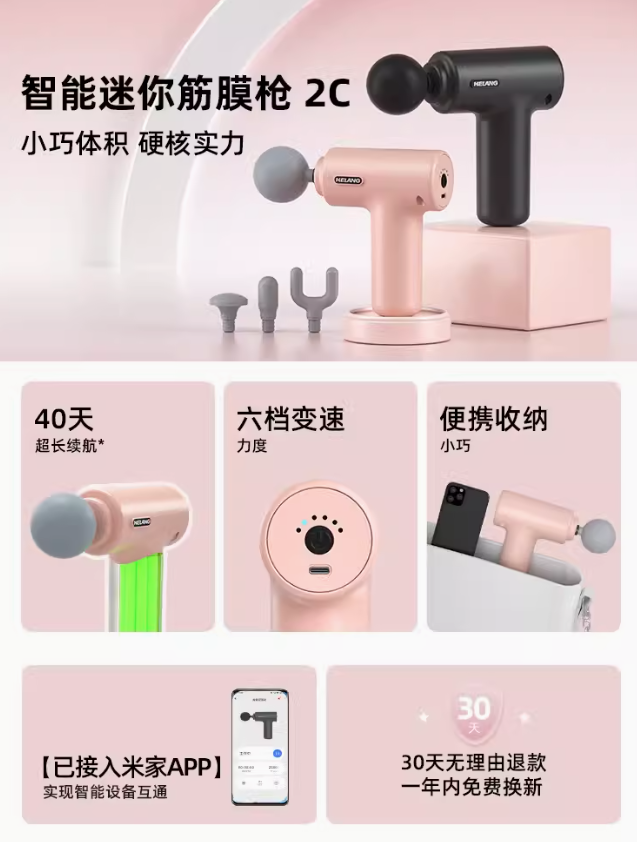 智能迷你筋膜枪 2C
小巧体积 硬核实力
MELANG
MELANG
40天
超长续航*
六档变速
力度
便携收纳
小巧
MELANG
【已接入米家APP】
实现智能设备互通
30
天
30天无理由退款
一年内免费换新